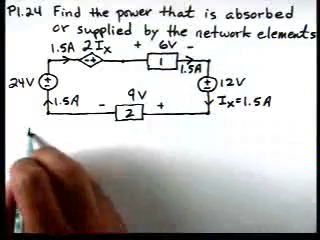 P1.24 Find the power that is absorbed
or supplied by the network elements
1.5A 2Ix + 6V -
- + 1 1.5A
24V + - + - 12V
1.5A - 9V + Ix=1.5A
2